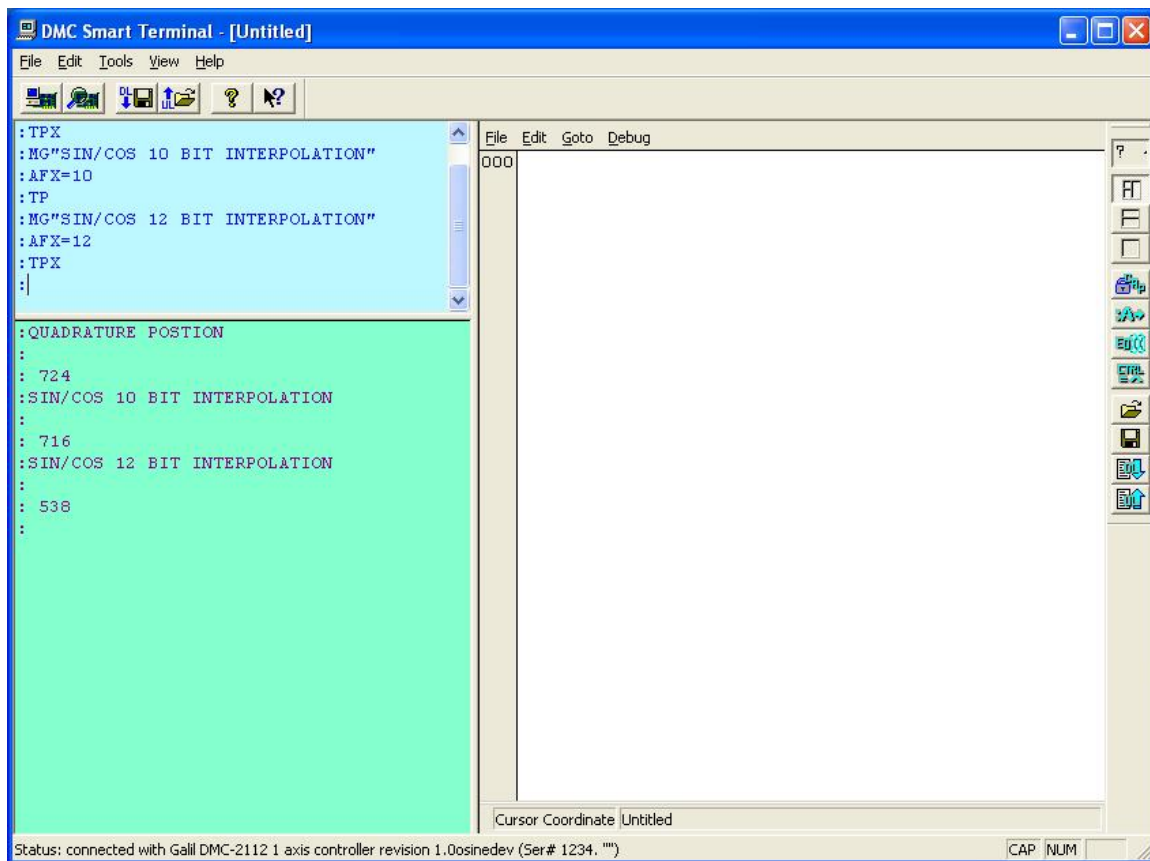 DMC Smart Terminal - [Untitled]
File Edit Tools View Help
DL UL ? ?
:TPX
:MG"SIN/COS 10 BIT INTERPOLATION"
:AFX=10
:TP
:MG"SIN/COS 12 BIT INTERPOLATION"
:AFX=12
:TPX
:
:QUADRATURE POSTION
:
: 724
:SIN/COS 10 BIT INTERPOLATION
:
: 716
:SIN/COS 12 BIT INTERPOLATION
:
: 538
:
File Edit Goto Debug
000
?
CTRL
Cursor Coordinate Untitled
Status: connected with Galil DMC-2112 1 axis controller revision 1.0osinedev (Ser# 1234. "")
CAP NUM